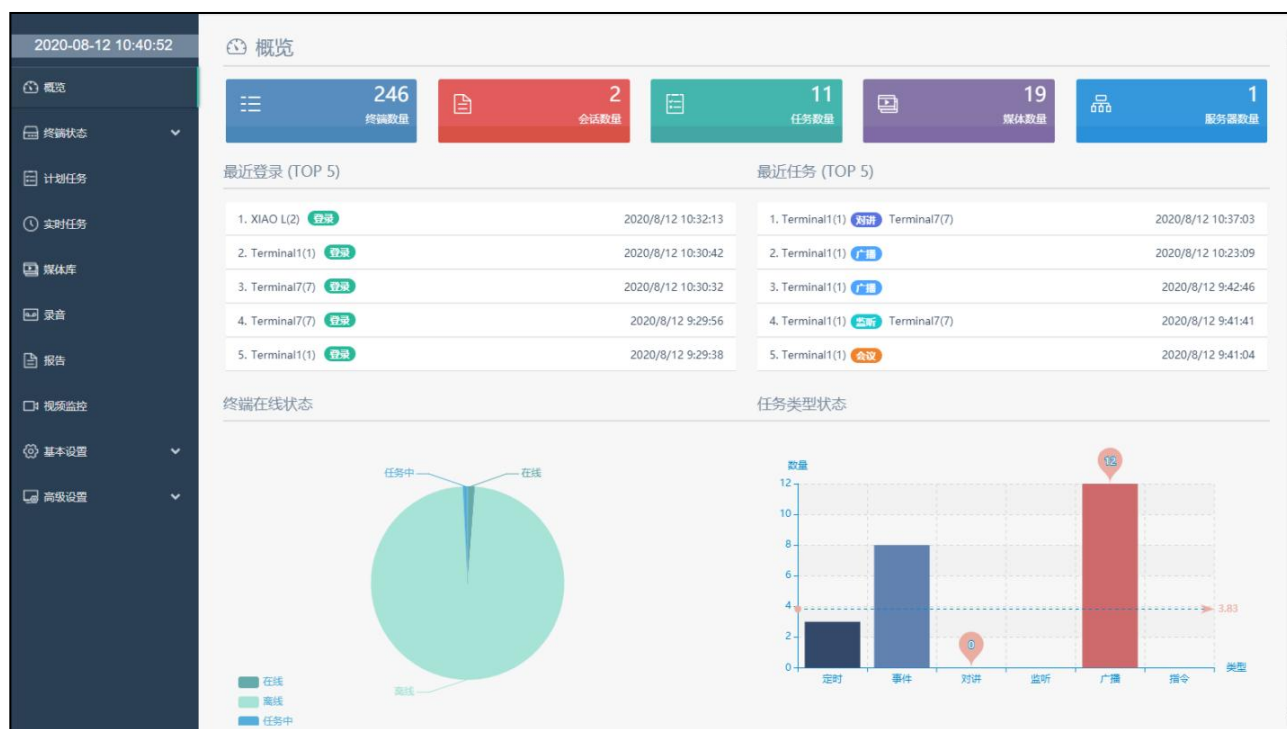 2020-08-12 10:40:52
概览
终端状态
计划任务
实时任务
媒体库
录音
报告
视频监控
基本设置
高级设置
概览
246
终端数量
2
会话数量
11
任务数量
19
媒体数量
1
服务器数量
最近登录 (TOP 5)
1. XIAO L(2) 登录 2020/8/12 10:32:13
2. Terminal1(1) 登录 2020/8/12 10:30:42
3. Terminal7(7) 登录 2020/8/12 10:30:32
4. Terminal7(7) 登录 2020/8/12 9:29:56
5. Terminal1(1) 登录 2020/8/12 9:29:38
最近任务 (TOP 5)
1. Terminal1(1) 对讲 Terminal7(7) 2020/8/12 10:37:03
2. Terminal1(1) 广播 2020/8/12 10:23:09
3. Terminal1(1) 广播 2020/8/12 9:42:46
4. Terminal1(1) 监听 Terminal7(7) 2020/8/12 9:41:41
5. Terminal1(1) 会议 2020/8/12 9:41:04
终端在线状态
任务中
在线
离线
在线
离线
任务中
任务类型状态
数量
12
10
8
6
4
2
0
12
0
3.83
定时 事件 对讲 监听 广播 指令
类型